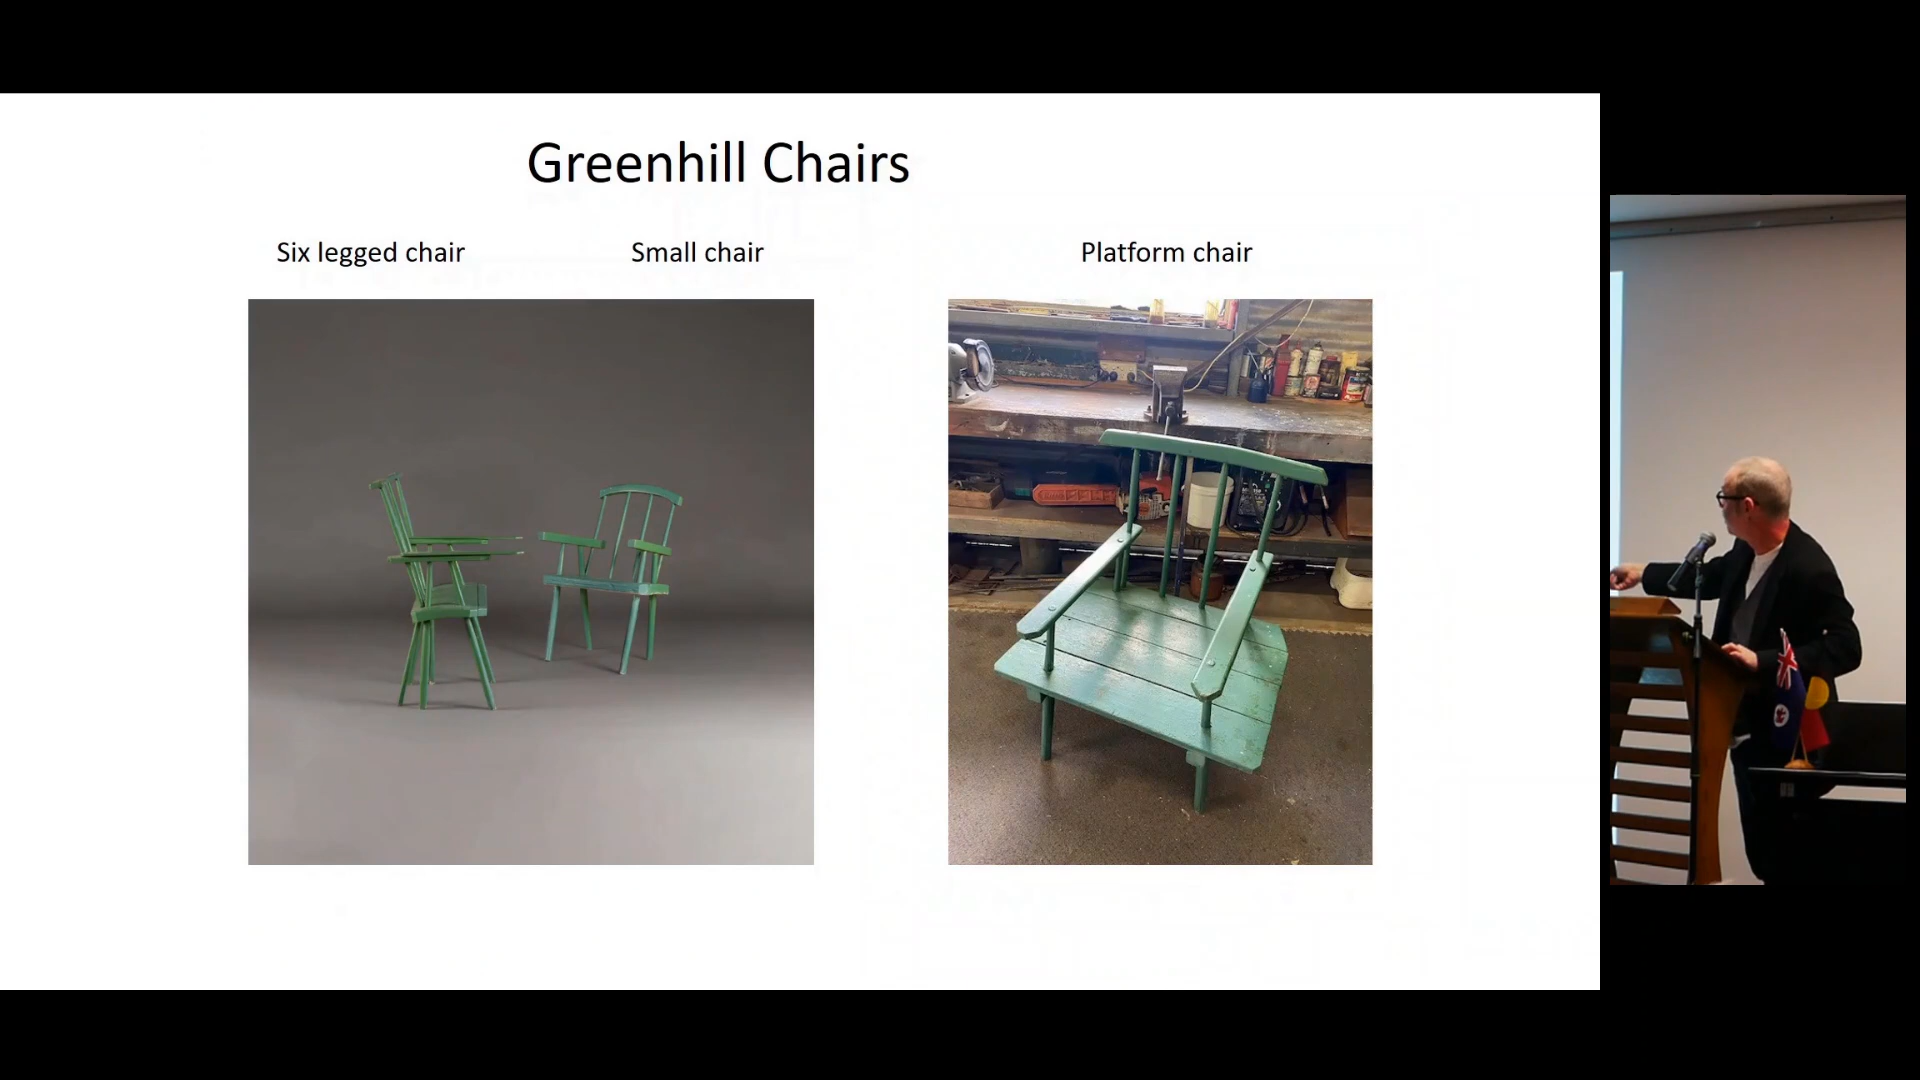 Greenhill Chairs
Six legged chair
Small chair
Platform chair